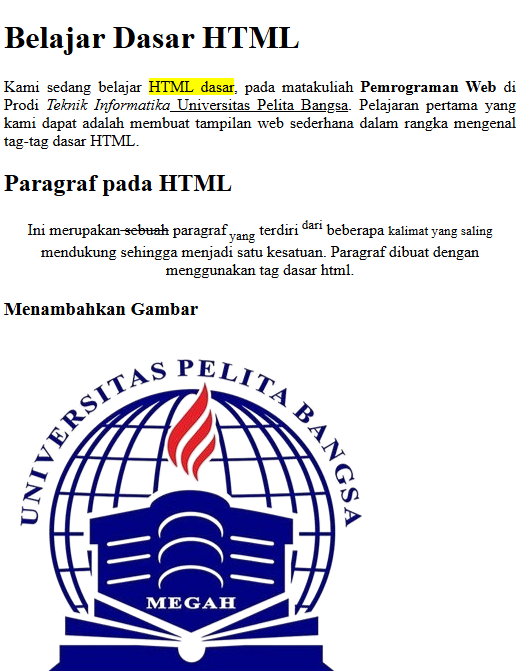 Belajar Dasar HTML
Kami sedang belajar HTML dasar, pada matakuliah Pemrograman Web di
Prodi Teknik Informatika Universitas Pelita Bangsa. Pelajaran pertama yang
kami dapat adalah membuat tampilan web sederhana dalam rangka mengenal
tag-tag dasar HTML.
Paragraf pada HTML
Ini merupakan sebuah paragraf yang terdiri dari beberapa kalimat yang saling
mendukung sehingga menjadi satu kesatuan. Paragraf dibuat dengan
menggunakan tag dasar html.
Menambahkan Gambar
UNIVERSITAS PELITA BANGSA
MEGAH